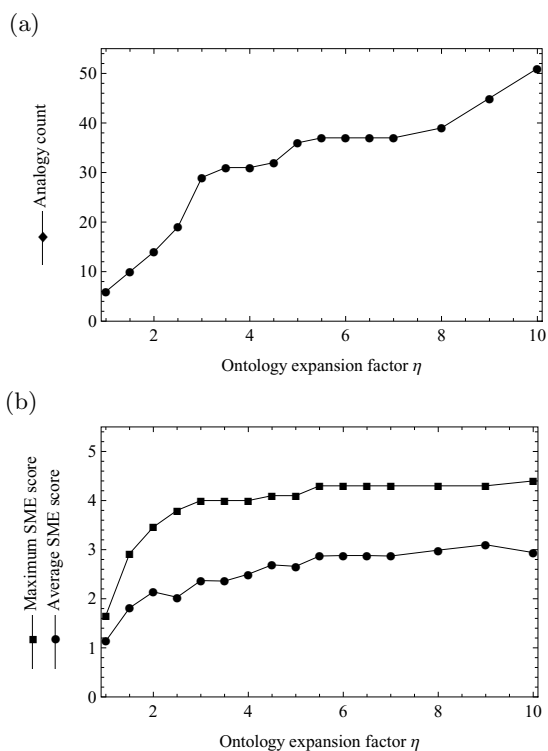 (a)
Analogy count
50
40
30
20
10
0
2 4 6 8 10
Ontology expansion factor η
(b)
Maximum SME score
Average SME score
5
4
3
2
1
0
2 4 6 8 10
Ontology expansion factor η